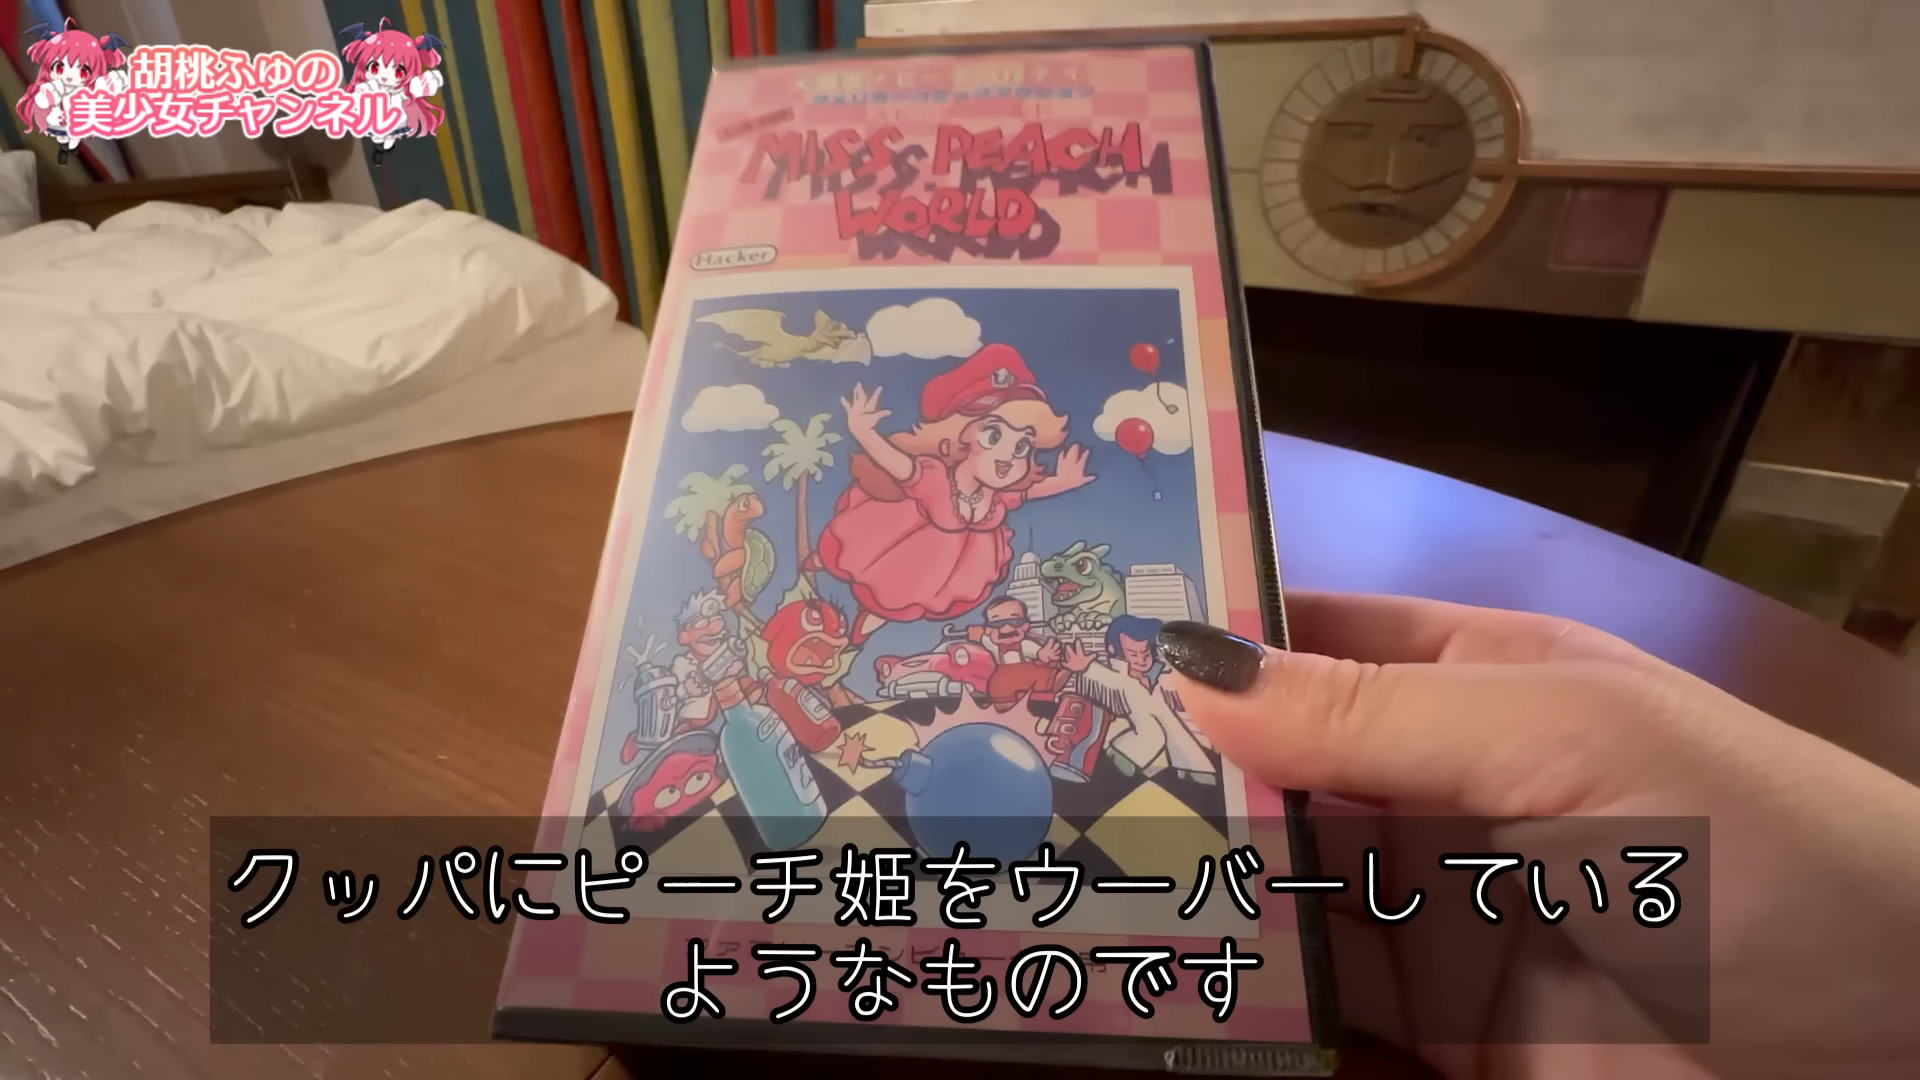 胡桃ふゅの
美少女チャンネル
MISS PEACH
WORLD
Hacker
Cola
クッパにピーチ姫をウーバーしている
ようなものです